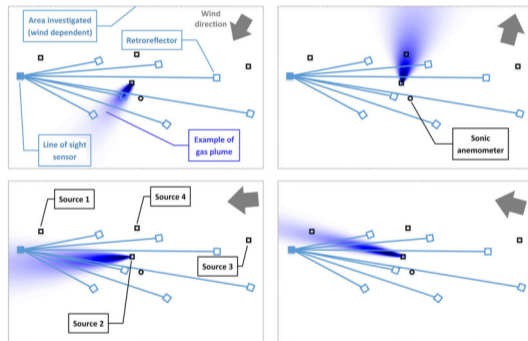 Area investigated
(wind dependent)
Wind
direction
Retroreflector
Line of sight
sensor
Example of
gas plume
Sonic
anemometer
Source 1
Source 4
Source 3
Source 2